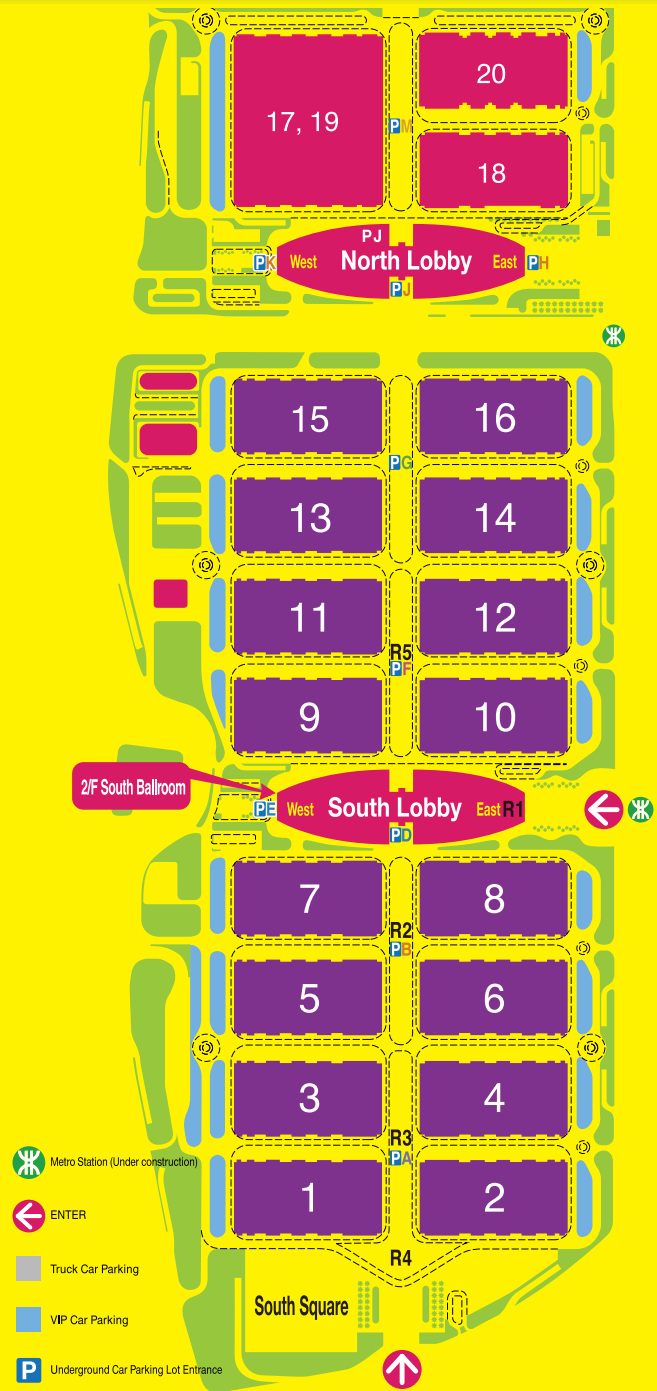 20
17, 19
PM
18
PJ
PK West North Lobby East PH
PJ
15 16
PG
13 14
11 12
R5
PF
9 10
2/F South Ballroom
PE West South Lobby East R1
PD
7 8
R2
PB
5 6
3 4
R3
PA
Metro Station (Under construction)
1 2
ENTER
R4
Truck Car Parking
South Square
VIP Car Parking
P Underground Car Parking Lot Entrance